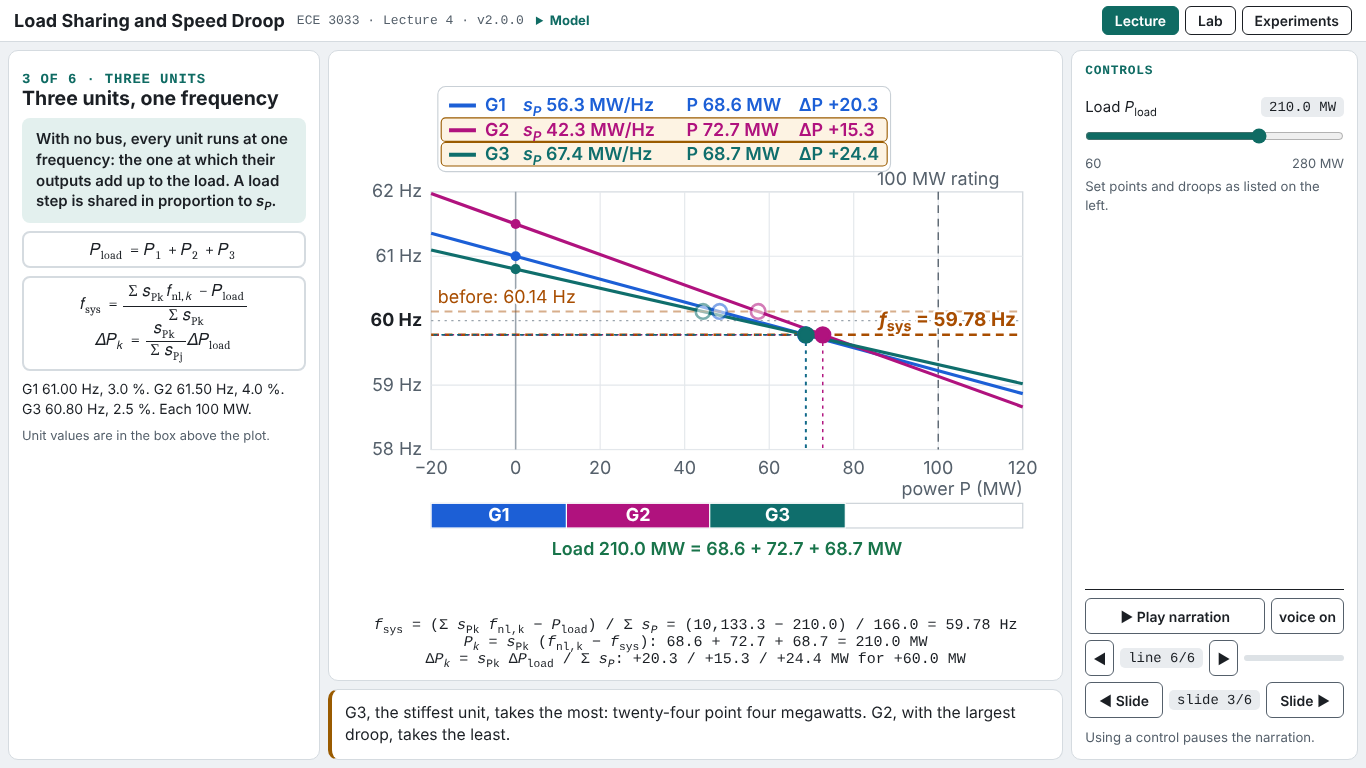 Load Sharing and Speed Droop
ECE 3033 · Lecture 4 · v2.0.0
▶ Model
Lecture
Lab
Experiments
3 OF 6 · THREE UNITS
Three units, one frequency
With no bus, every unit runs at one
frequency: the one at which their
outputs add up to the load. A load
step is shared in proportion to sP.
Pload = P1 + P2 + P3
fsys = (Σ sPk fnl,k − Pload) / Σ sPk
ΔPk = sPk / Σ sPj ΔPload
G1 61.00 Hz, 3.0 %. G2 61.50 Hz, 4.0 %.
G3 60.80 Hz, 2.5 %. Each 100 MW.
Unit values are in the box above the plot.
G1 sP 56.3 MW/Hz P 68.6 MW ΔP +20.3
G2 sP 42.3 MW/Hz P 72.7 MW ΔP +15.3
G3 sP 67.4 MW/Hz P 68.7 MW ΔP +24.4
100 MW rating
62 Hz
61 Hz
before: 60.14 Hz
60 Hz
fsys = 59.78 Hz
59 Hz
58 Hz
−20 0 20 40 60 80 100 120
power P (MW)
G1 G2 G3
Load 210.0 MW = 68.6 + 72.7 + 68.7 MW
fsys = (Σ sPk fnl,k − Pload) / Σ sP = (10,133.3 − 210.0) / 166.0 = 59.78 Hz
Pk = sPk (fnl,k − fsys): 68.6 + 72.7 + 68.7 = 210.0 MW
ΔPk = sPk ΔPload / Σ sP: +20.3 / +15.3 / +24.4 MW for +60.0 MW
G3, the stiffest unit, takes the most: twenty-four point four megawatts. G2, with the largest
droop, takes the least.
CONTROLS
Load Pload 210.0 MW
60 280 MW
Set points and droops as listed on the
left.
▶ Play narration
voice on
◀ line 6/6 ▶
◀ Slide slide 3/6 Slide ▶
Using a control pauses the narration.